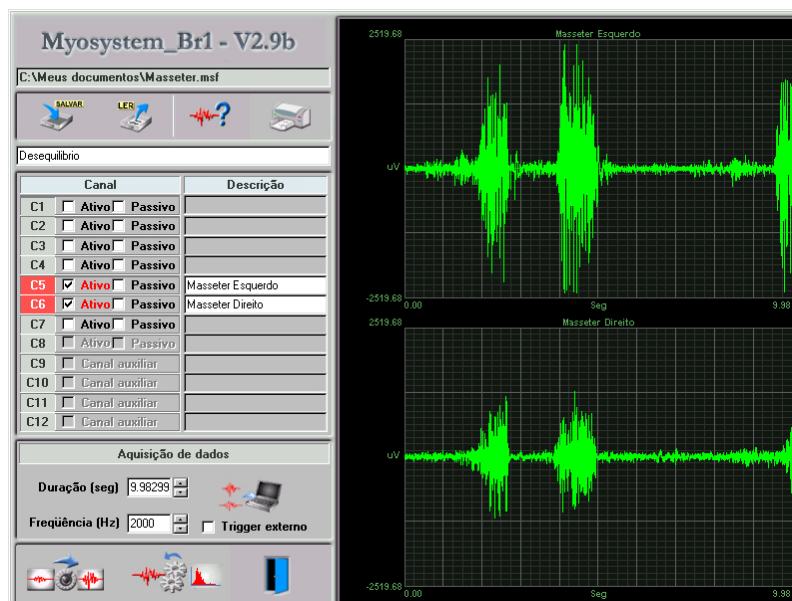 Myosystem_Br1 - V2.9b
C:\Meus documentos\Masseter.msf
SALVAR
LER
?
Desequilibrio
Canal Descrição
C1 Ativo Passivo
C2 Ativo Passivo
C3 Ativo Passivo
C4 Ativo Passivo
C5 Ativo Passivo Masseter Esquerdo
C6 Ativo Passivo Masseter Direito
C7 Ativo Passivo
C8 Ativo Passivo
C9 Canal auxiliar
C10 Canal auxiliar
C11 Canal auxiliar
C12 Canal auxiliar
Aquisição de dados
Duração (seg) 9.98299
Freqüência (Hz) 2000 Trigger externo
2519.68 Masseter Esquerdo
uV
-2519.68 0.00 Seg 9.98
2519.68 Masseter Direito
uV
-2519.68 0.00 Seg 9.98